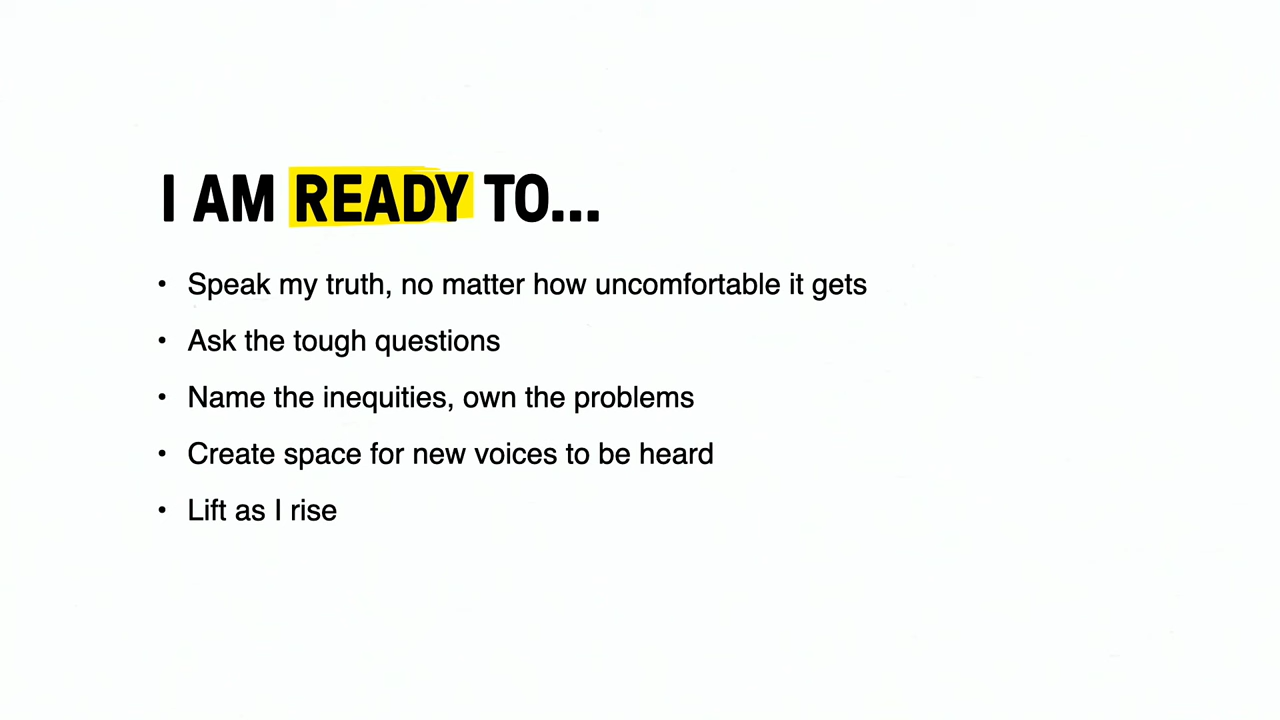 I AM READY TO...
• Speak my truth, no matter how uncomfortable it gets
• Ask the tough questions
• Name the inequities, own the problems
• Create space for new voices to be heard
• Lift as I rise